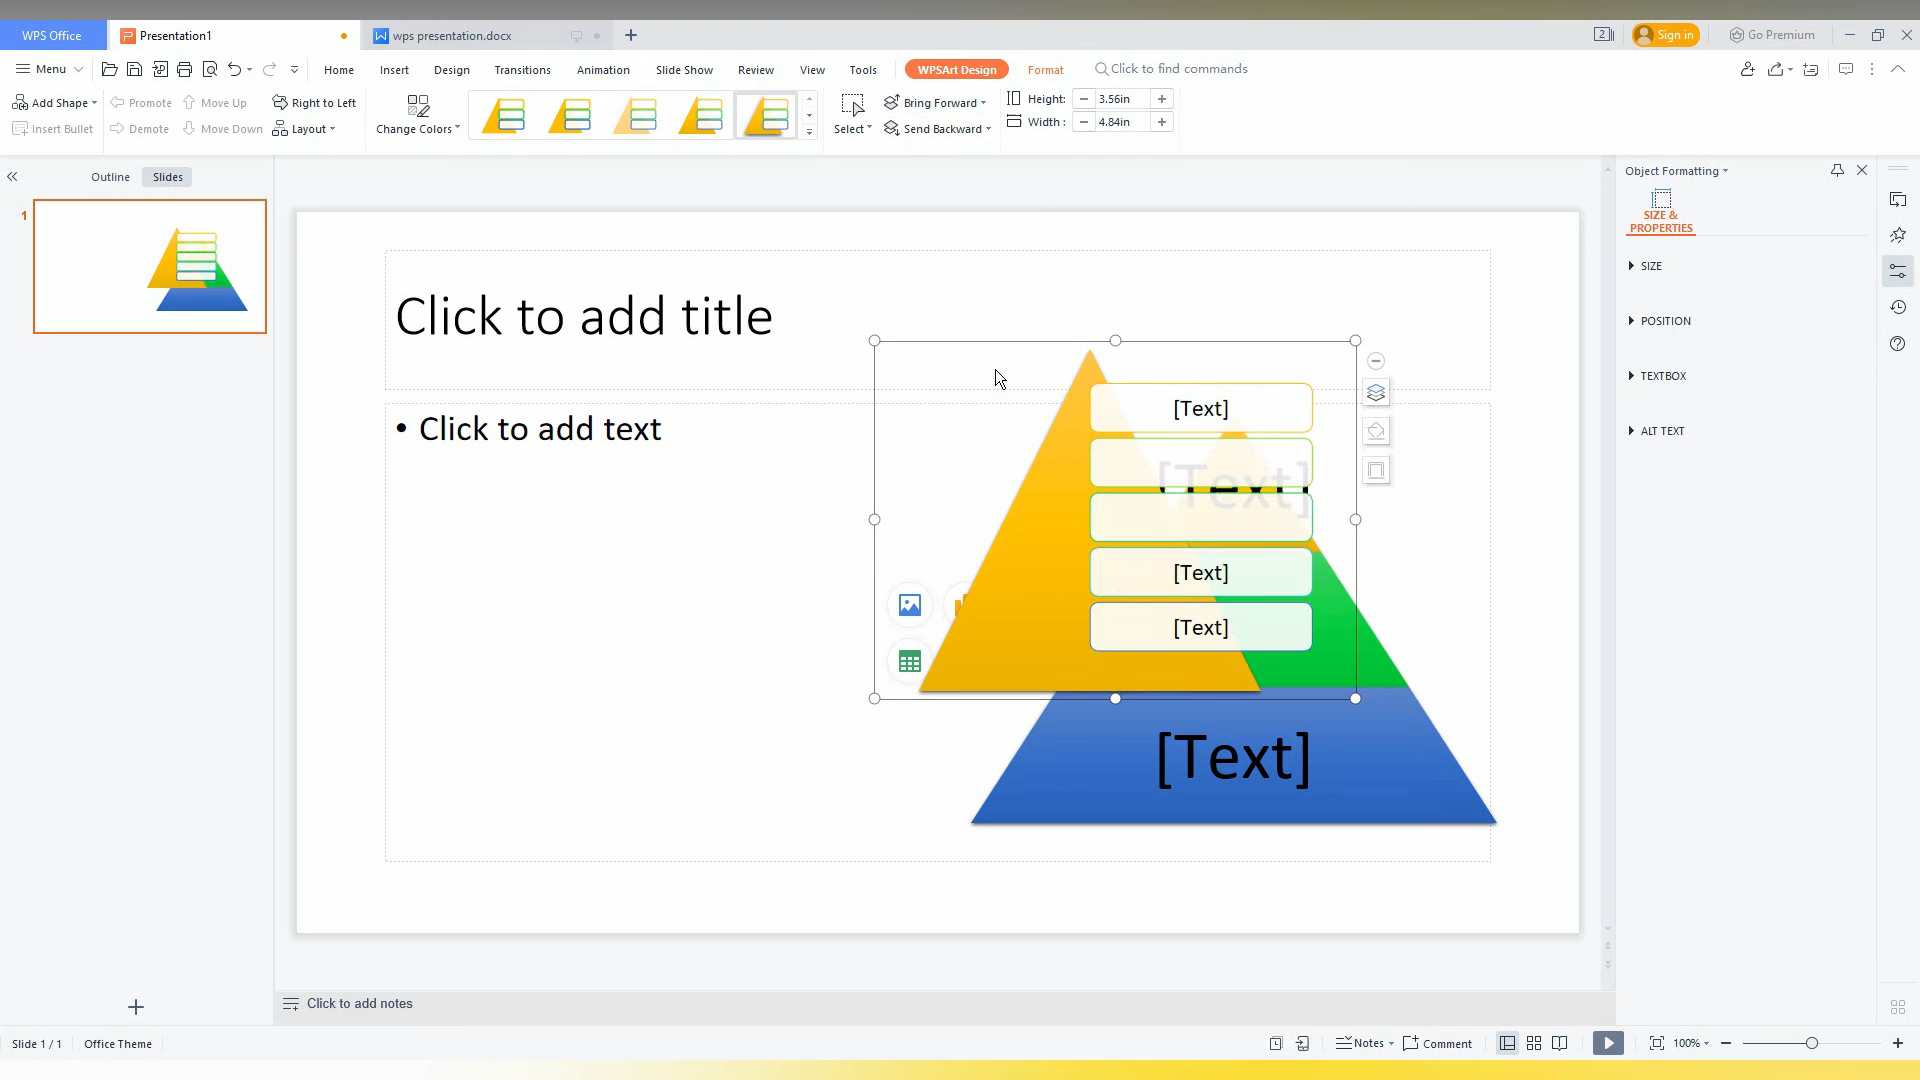 WPS Office
Presentation1
wps presentation.docx
2
Sign in
Go Premium
Menu
Home
Insert
Design
Transitions
Animation
Slide Show
Review
View
Tools
WPSArt Design
Format
Click to find commands
Add Shape
Promote
Move Up
Right to Left
Insert Bullet
Demote
Move Down
Layout
Change Colors
Select
Bring Forward
Send Backward
Height:
3.56in
Width :
4.84in
Outline
Slides
1
Click to add title
• Click to add text
[Text]
[Text]
[Text]
[Text]
[Text]
Object Formatting
SIZE &
PROPERTIES
SIZE
POSITION
TEXTBOX
ALT TEXT
Click to add notes
Slide 1 / 1
Office Theme
Notes
Comment
100%